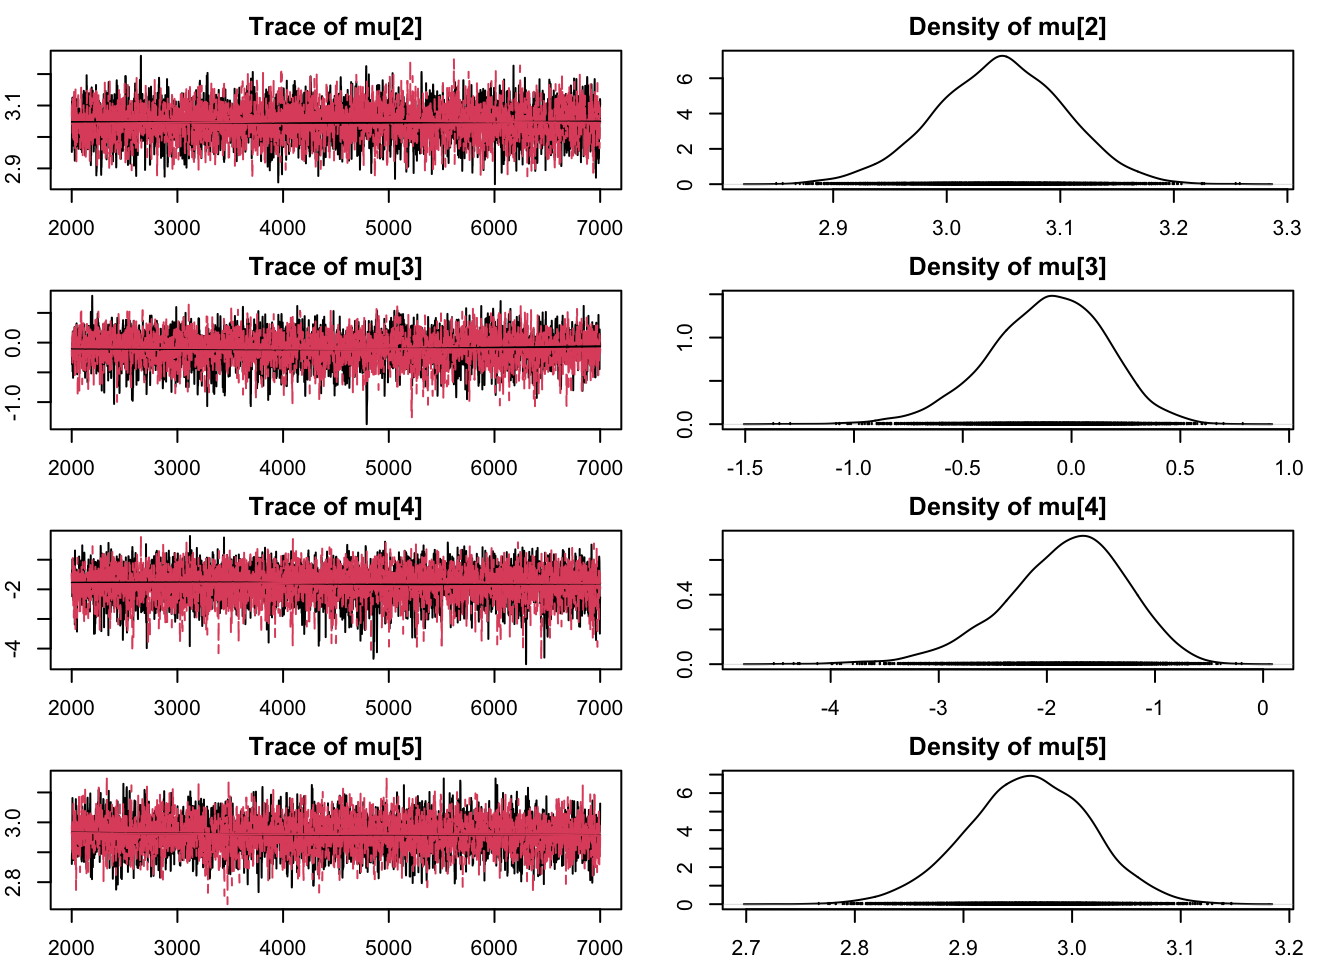 Trace of mu[2]
3.1
2.9
2000 3000 4000 5000 6000 7000
Density of mu[2]
6
4
2
0
2.9 3.0 3.1 3.2 3.3
Trace of mu[3]
0.0
-1.0
2000 3000 4000 5000 6000 7000
Density of mu[3]
1.0
0.0
-1.5 -1.0 -0.5 0.0 0.5 1.0
Trace of mu[4]
-2
-4
2000 3000 4000 5000 6000 7000
Density of mu[4]
0.4
0.0
-4 -3 -2 -1 0
Trace of mu[5]
3.0
2.8
2000 3000 4000 5000 6000 7000
Density of mu[5]
6
4
2
0
2.7 2.8 2.9 3.0 3.1 3.2